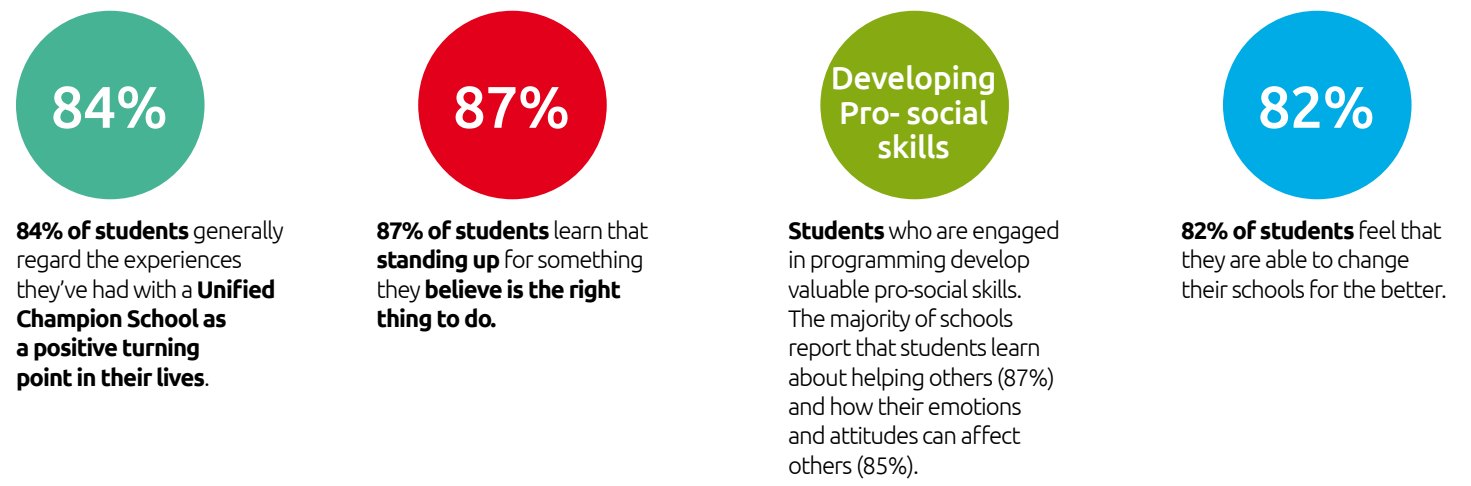 84%
84% of students generally
regard the experiences
they’ve had with a Unified
Champion School as
a positive turning
point in their lives.
87%
87% of students learn that
standing up for something
they believe is the right
thing to do.
Developing
Pro- social
skills
Students who are engaged
in programming develop
valuable pro-social skills.
The majority of schools
report that students learn
about helping others (87%)
and how their emotions
and attitudes can affect
others (85%).
82%
82% of students feel that
they are able to change
their schools for the better.